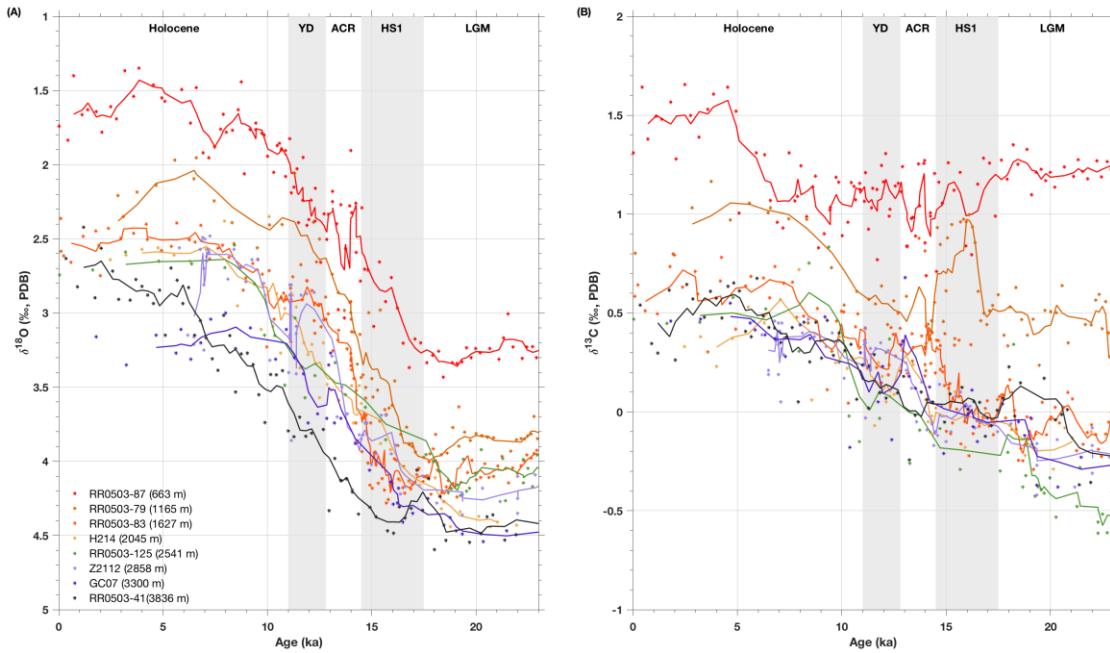 (A)
Holocene YD ACR HS1 LGM
1
1.5
2
2.5
3
3.5
4
4.5
5
δ18O (‰, PDB)
RR0503-87 (663 m)
RR0503-79 (1165 m)
RR0503-83 (1627 m)
H214 (2045 m)
RR0503-125 (2541 m)
Z2112 (2858 m)
GC07 (3300 m)
RR0503-41(3836 m)
0 5 10 15 20
Age (ka)
(B)
Holocene YD ACR HS1 LGM
2
1.5
1
0.5
0
-0.5
-1
δ13C (‰, PDB)
0 5 10 15 20
Age (ka)